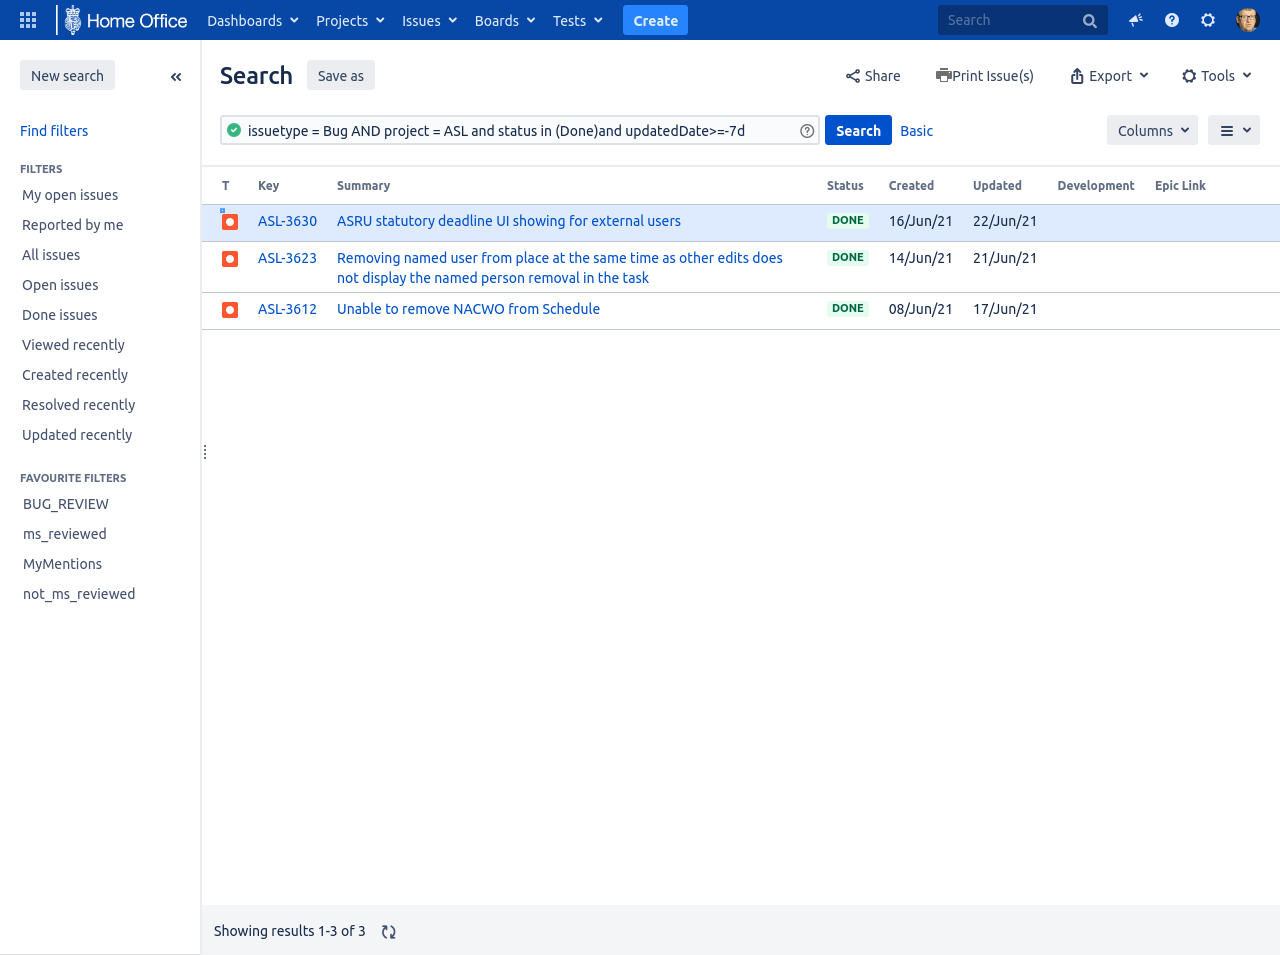 Home Office Dashboards Projects Issues Boards Tests Create Search
New search
Find filters
FILTERS
My open issues
Reported by me
All issues
Open issues
Done issues
Viewed recently
Created recently
Resolved recently
Updated recently
FAVOURITE FILTERS
BUG_REVIEW
ms_reviewed
MyMentions
not_ms_reviewed
Search Save as Share Print Issue(s) Export Tools
issuetype = Bug AND project = ASL and status in (Done)and updatedDate>=-7d Search Basic Columns
T Key Summary Status Created Updated Development Epic Link
ASL-3630 ASRU statutory deadline UI showing for external users DONE 16/Jun/21 22/Jun/21
ASL-3623 Removing named user from place at the same time as other edits does DONE 14/Jun/21 21/Jun/21
not display the named person removal in the task
ASL-3612 Unable to remove NACWO from Schedule DONE 08/Jun/21 17/Jun/21
Showing results 1-3 of 3